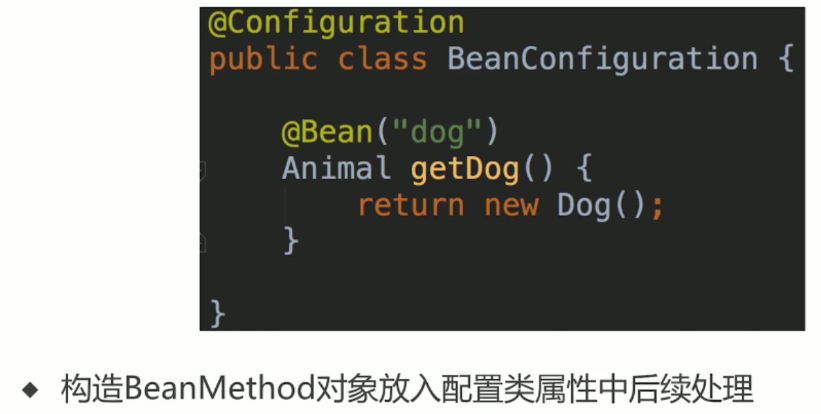 @Configuration
public class BeanConfiguration {
@Bean("dog")
Animal getDog() {
return new Dog();
}
}
◆ 构造BeanMethod对象放入配置类属性中后续处理